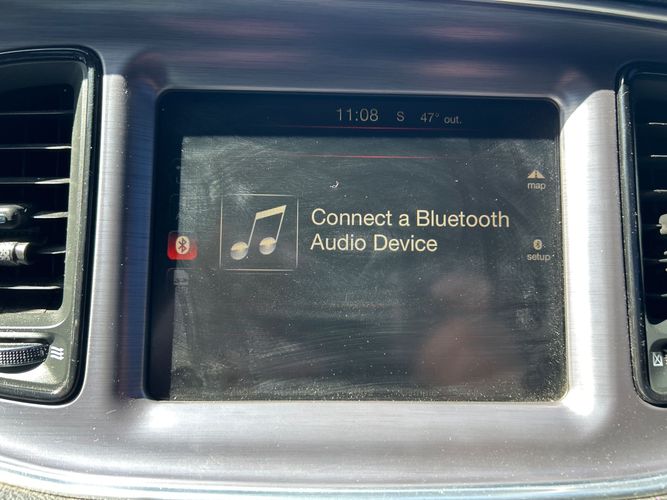 11:08 S 47° out.
map
Connect a Bluetooth
Audio Device
setup